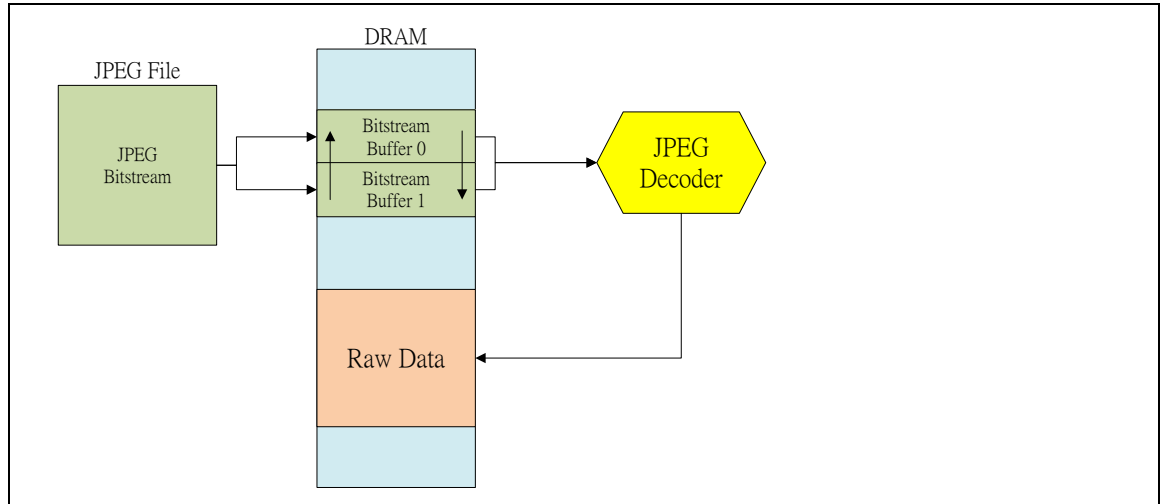 DRAM
JPEG File
JPEG
Bitstream
Bitstream
Buffer 0
Bitstream
Buffer 1
JPEG
Decoder
Raw Data